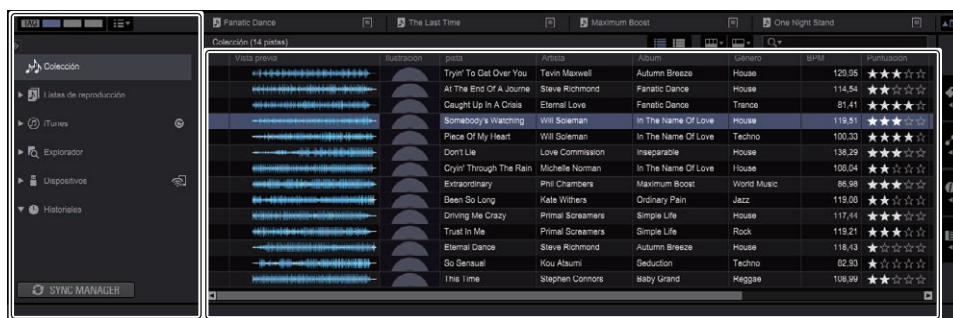 TAG
Fanatic Dance The Last Time Maximum Boost One Night Stand
Colección (14 pistas)
Colección
Listas de reproducción
iTunes
Explorador
Dispositivos
Historiales
SYNC MANAGER
Vista previa Ilustración pista Artista Álbum Género BPM Puntuación
Tryin' To Get Over You Tevin Maxwell Autumn Breeze House 129,95
At The End Of A Journe Steve Richmond Fanatic Dance House 114,54
Caught Up In A Crisis Eternal Love Fanatic Dance Trance 81,41
Somebody's Watching Will Soleman In The Name Of Love House 119,51
Piece Of My Heart Will Soleman In The Name Of Love Techno 100,33
Don't Lie Love Commission Inseparable House 138,29
Cryin' Through The Rain Michelle Norman In The Name Of Love House 108,04
Extraordinary Phil Chambers Maximum Boost World Music 86,98
Been So Long Kate Withers Ordinary Pain Jazz 119,08
Driving Me Crazy Primal Screamers Simple Life House 117,44
Trust In Me Primal Screamers Simple Life Rock 119,21
Eternal Dance Steve Richmond Autumn Breeze House 118,43
So Sensual Kou Atsumi Seduction Techno 82,93
This Time Stephen Connors Baby Grand Reggae 108,99